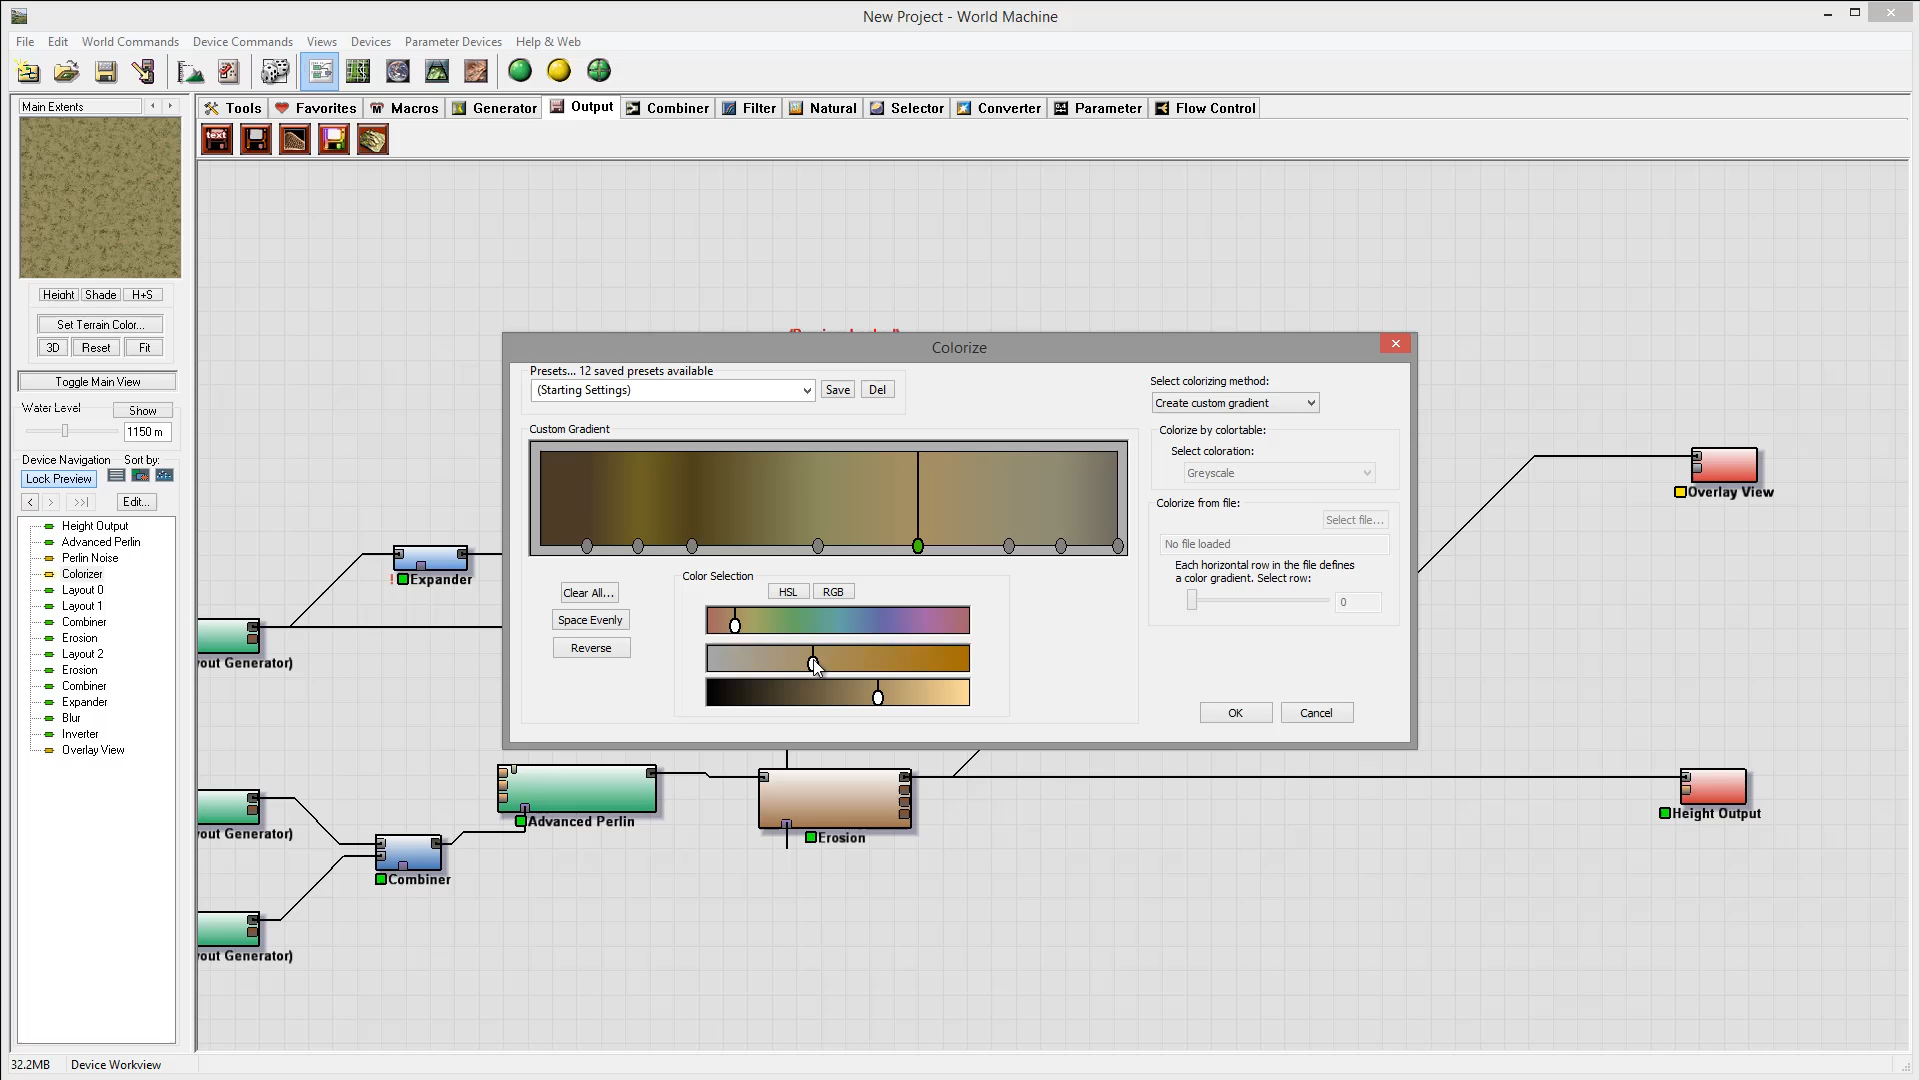 New Project - World Machine
File Edit World Commands Device Commands Views Devices Parameter Devices Help & Web
Main Extents
Tools Favorites Macros Generator Output Combiner Filter Natural Selector Converter Parameter Flow Control
text
Height Shade H+S
Set Terrain Color...
3D Reset Fit
Toggle Main View
Water Level Show
1150 m
Device Navigation Sort by:
Lock Preview
< > >>| Edit...
Height Output
Advanced Perlin
Perlin Noise
Colorizer
Layout 0
Layout 1
Combiner
Erosion
Layout 2
Erosion
Combiner
Expander
Blur
Inverter
Overlay View
! Expander
yout Generator)
yout Generator)
yout Generator)
Combiner
Advanced Perlin
Erosion
Overlay View
Height Output
Colorize
Presets... 12 saved presets available
(Starting Settings) Save Del
Custom Gradient
Clear All...
Space Evenly
Reverse
Color Selection
HSL RGB
Select colorizing method:
Create custom gradient
Colorize by colortable:
Select coloration:
Greyscale
Colorize from file:
Select file...
No file loaded
Each horizontal row in the file defines
a color gradient. Select row:
0
OK Cancel
32.2MB Device Workview